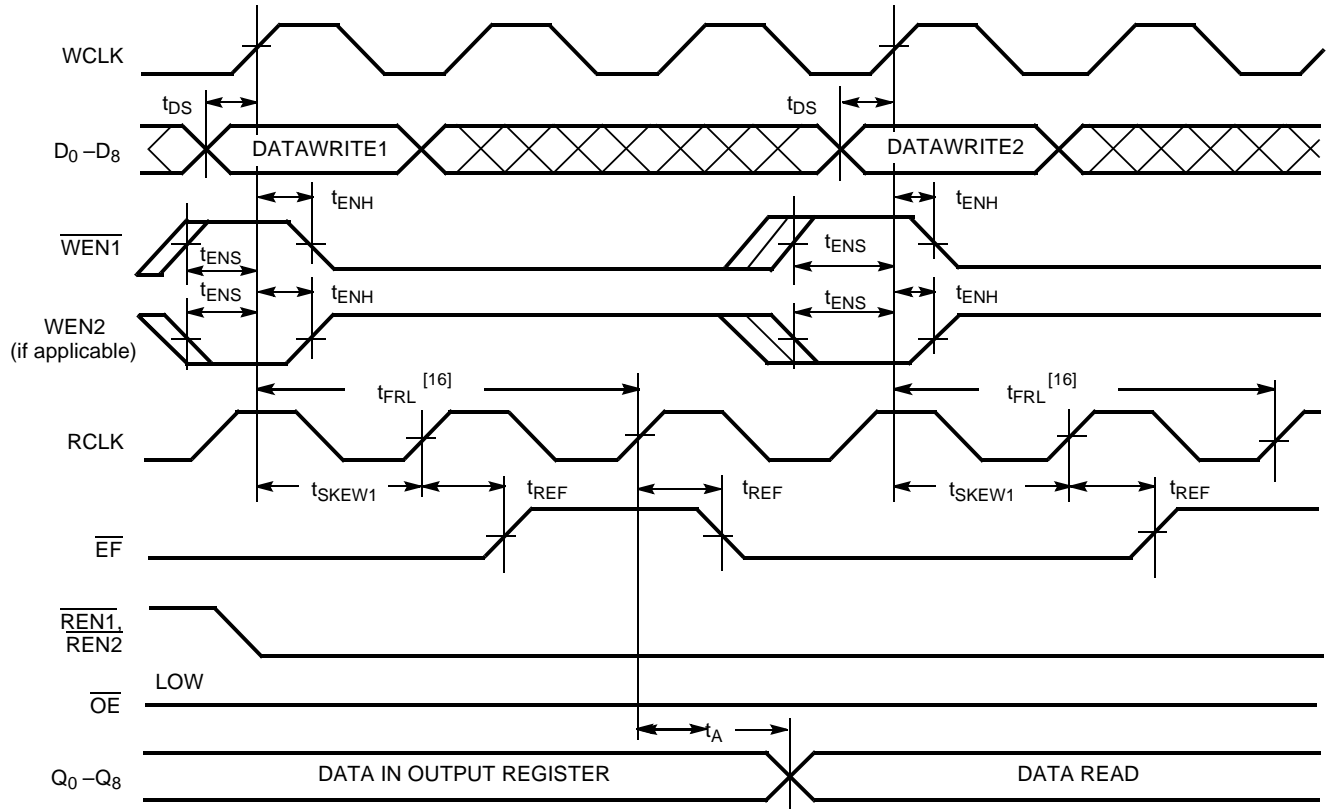 WCLK
tDS
tDS
D0 –D8
DATAWRITE1
DATAWRITE2
tENH
tENH
WEN1
tENS
tENS
tENS
tENH
tENS
tENH
WEN2
(if applicable)
tFRL [16]
tFRL [16]
RCLK
tSKEW1
tREF
tREF
tSKEW1
tREF
EF
REN1,
REN2
LOW
OE
tA
Q0 –Q8
DATA IN OUTPUT REGISTER
DATA READ